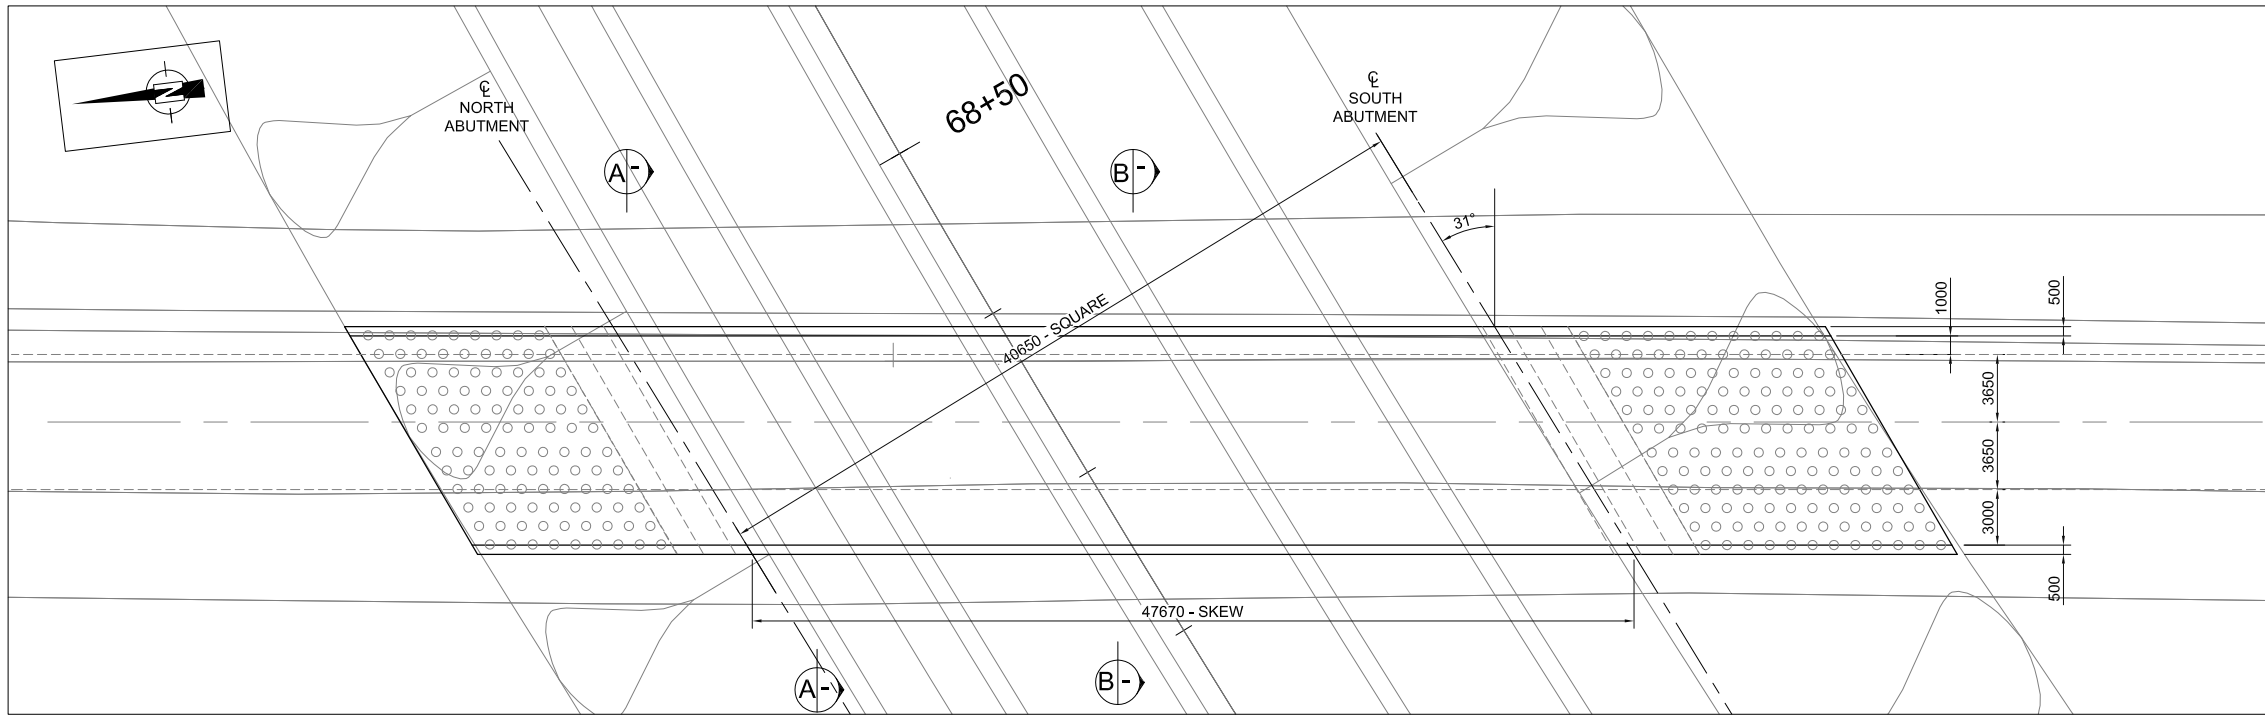 N
℄
NORTH
ABUTMENT
68+50
℄
SOUTH
ABUTMENT
A -
B -
31°
40650 - SQUARE
1000
500
3650
3650
3000
500
47670 - SKEW
A -
B -